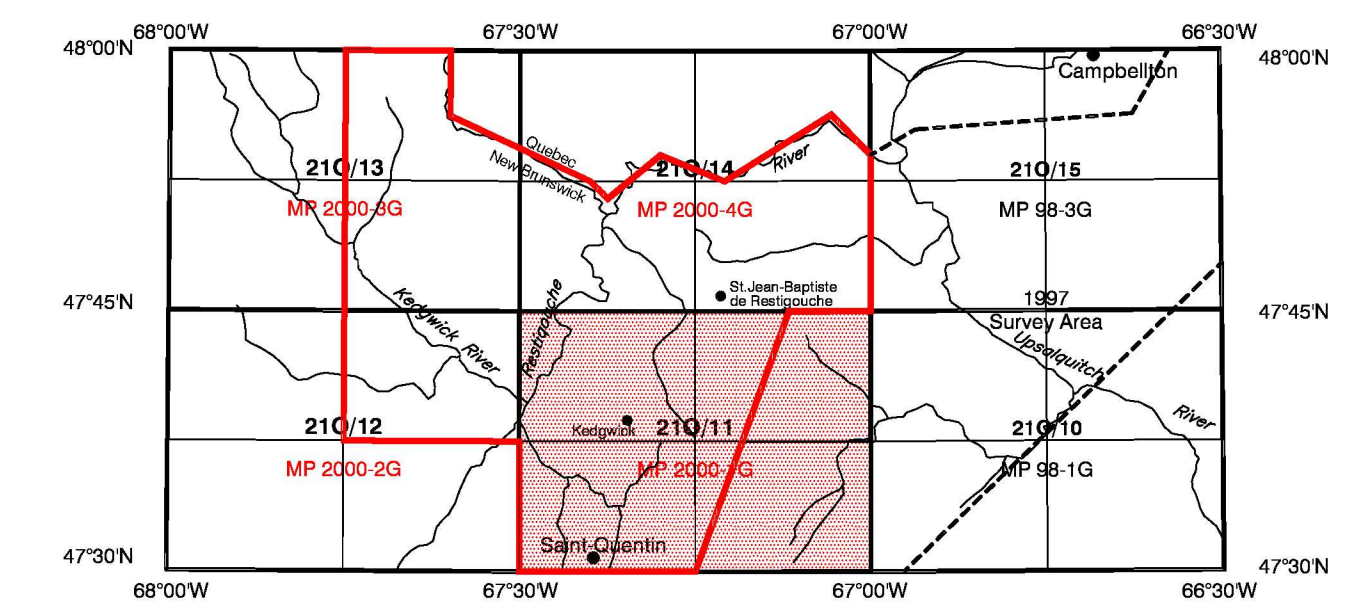 68°00'W 67°30'W 67°00'W 66°30'W
48°00'N 48°00'N
Campbellton
Quebec
New Brunswick
River
21O/13 21O/14 21O/15
MP 2000-3G MP 2000-4G MP 98-3G
St.Jean-Baptiste
de Restigouche
47°45'N 47°45'N
1997
Survey Area
Kedgwick River
Restigouche
Upsalquitch
River
Kedgwick
21O/12 21O/11 21O/10
MP 2000-2G MP 2000-1G MP 98-1G
Saint-Quentin
47°30'N 47°30'N
68°00'W 67°30'W 67°00'W 66°30'W